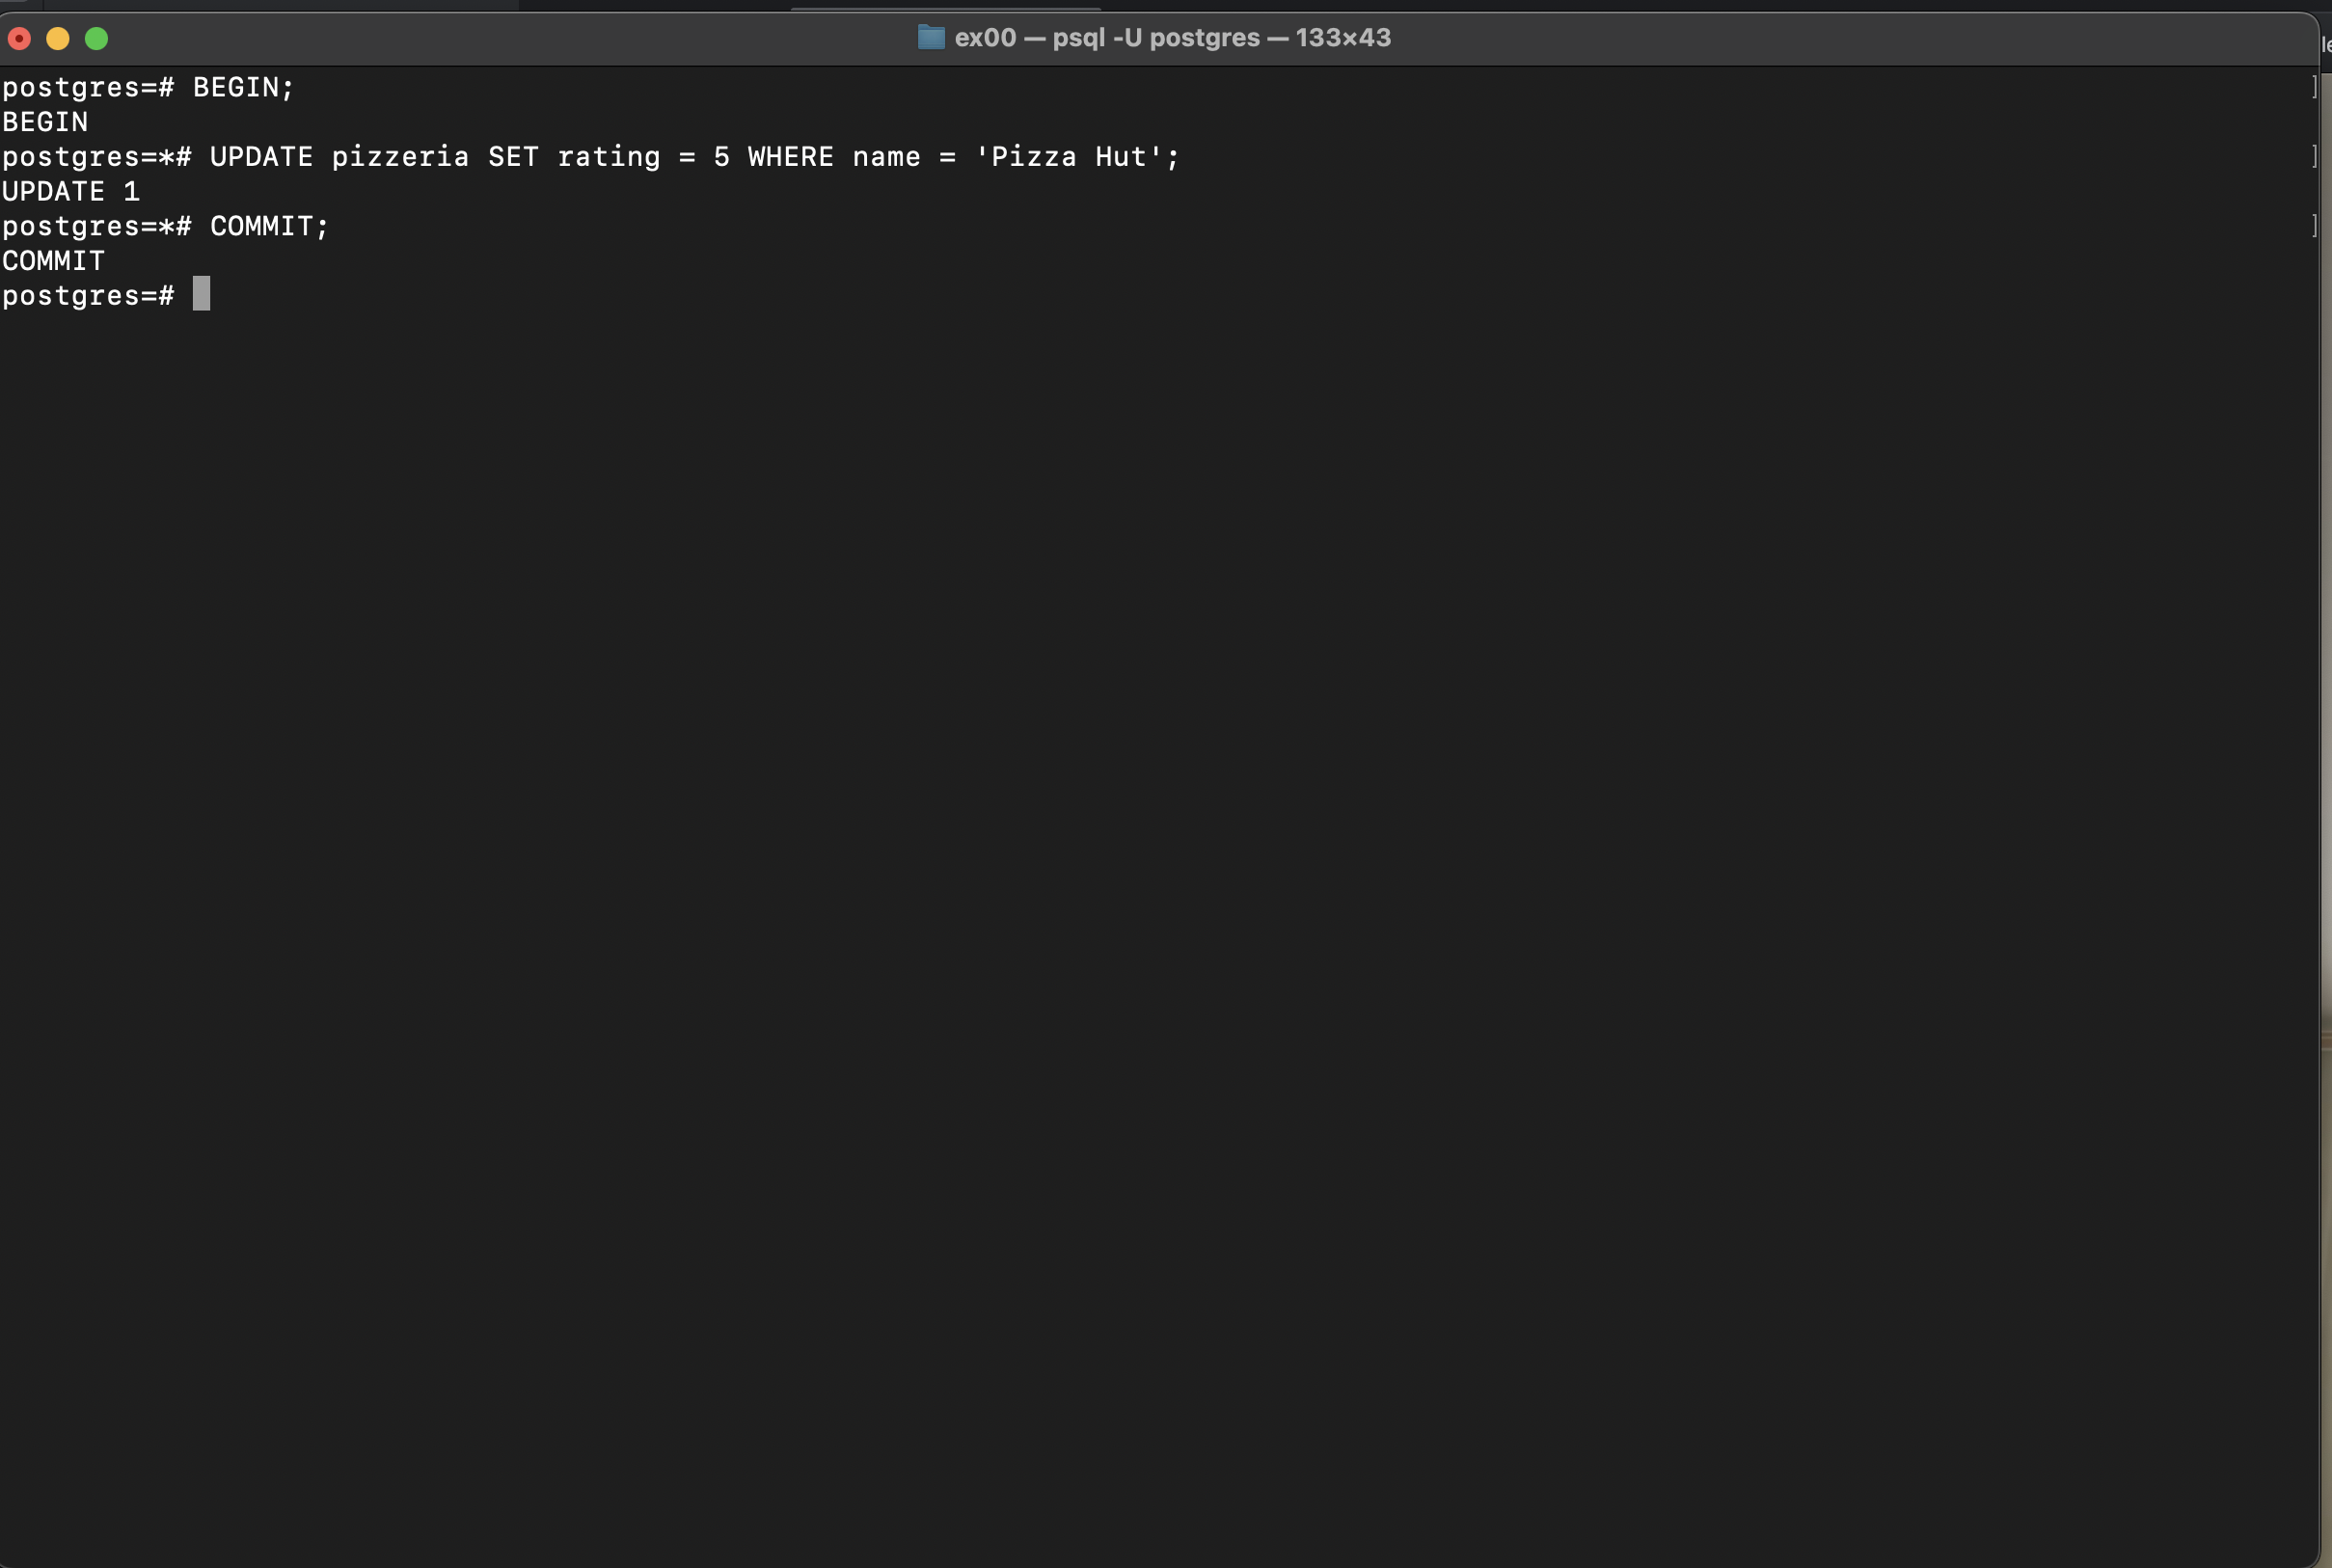 ex00 — psql -U postgres — 133×43
postgres=# BEGIN; ]
BEGIN
postgres=*# UPDATE pizzeria SET rating = 5 WHERE name = 'Pizza Hut'; ]
UPDATE 1
postgres=*# COMMIT; ]
COMMIT
postgres=#